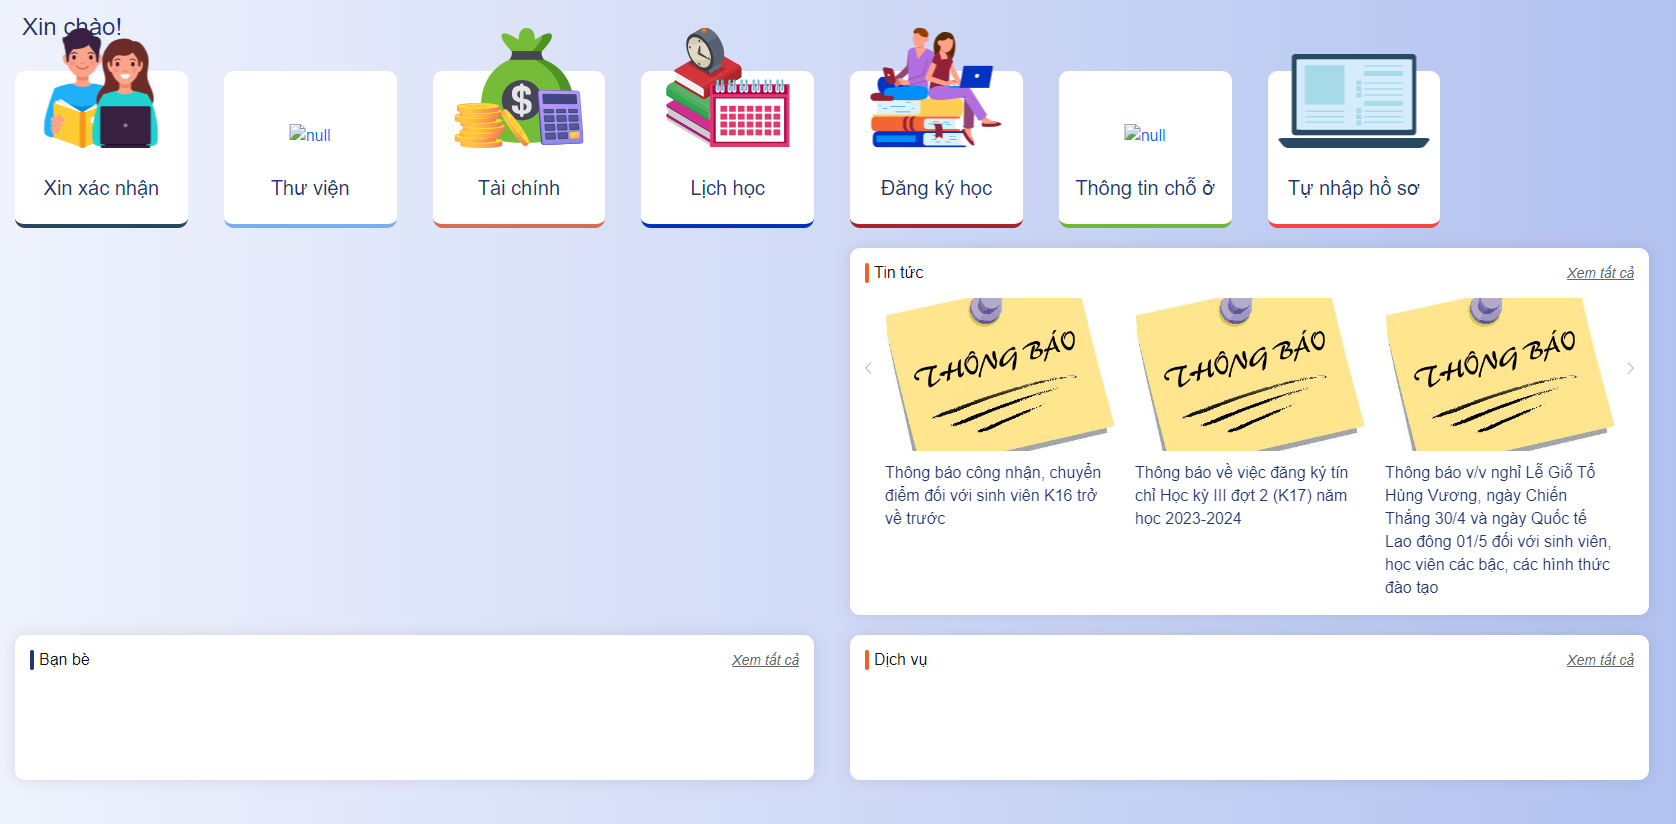 Xin chào!
$
null
null
Xin xác nhận
Thư viện
Tài chính
Lịch học
Đăng ký học
Thông tin chỗ ở
Tự nhập hồ sơ
Tin tức
Xem tất cả
THÔNG BÁO
THÔNG BÁO
THÔNG BÁO
Thông báo công nhận, chuyển
điểm đối với sinh viên K16 trở
về trước
Thông báo về việc đăng ký tín
chỉ Học kỳ III đợt 2 (K17) năm
học 2023-2024
Thông báo v/v nghỉ Lễ Giỗ Tổ
Hùng Vương, ngày Chiến
Thắng 30/4 và ngày Quốc tế
Lao đông 01/5 đối với sinh viên,
học viên các bậc, các hình thức
đào tạo
Bạn bè
Xem tất cả
Dịch vụ
Xem tất cả